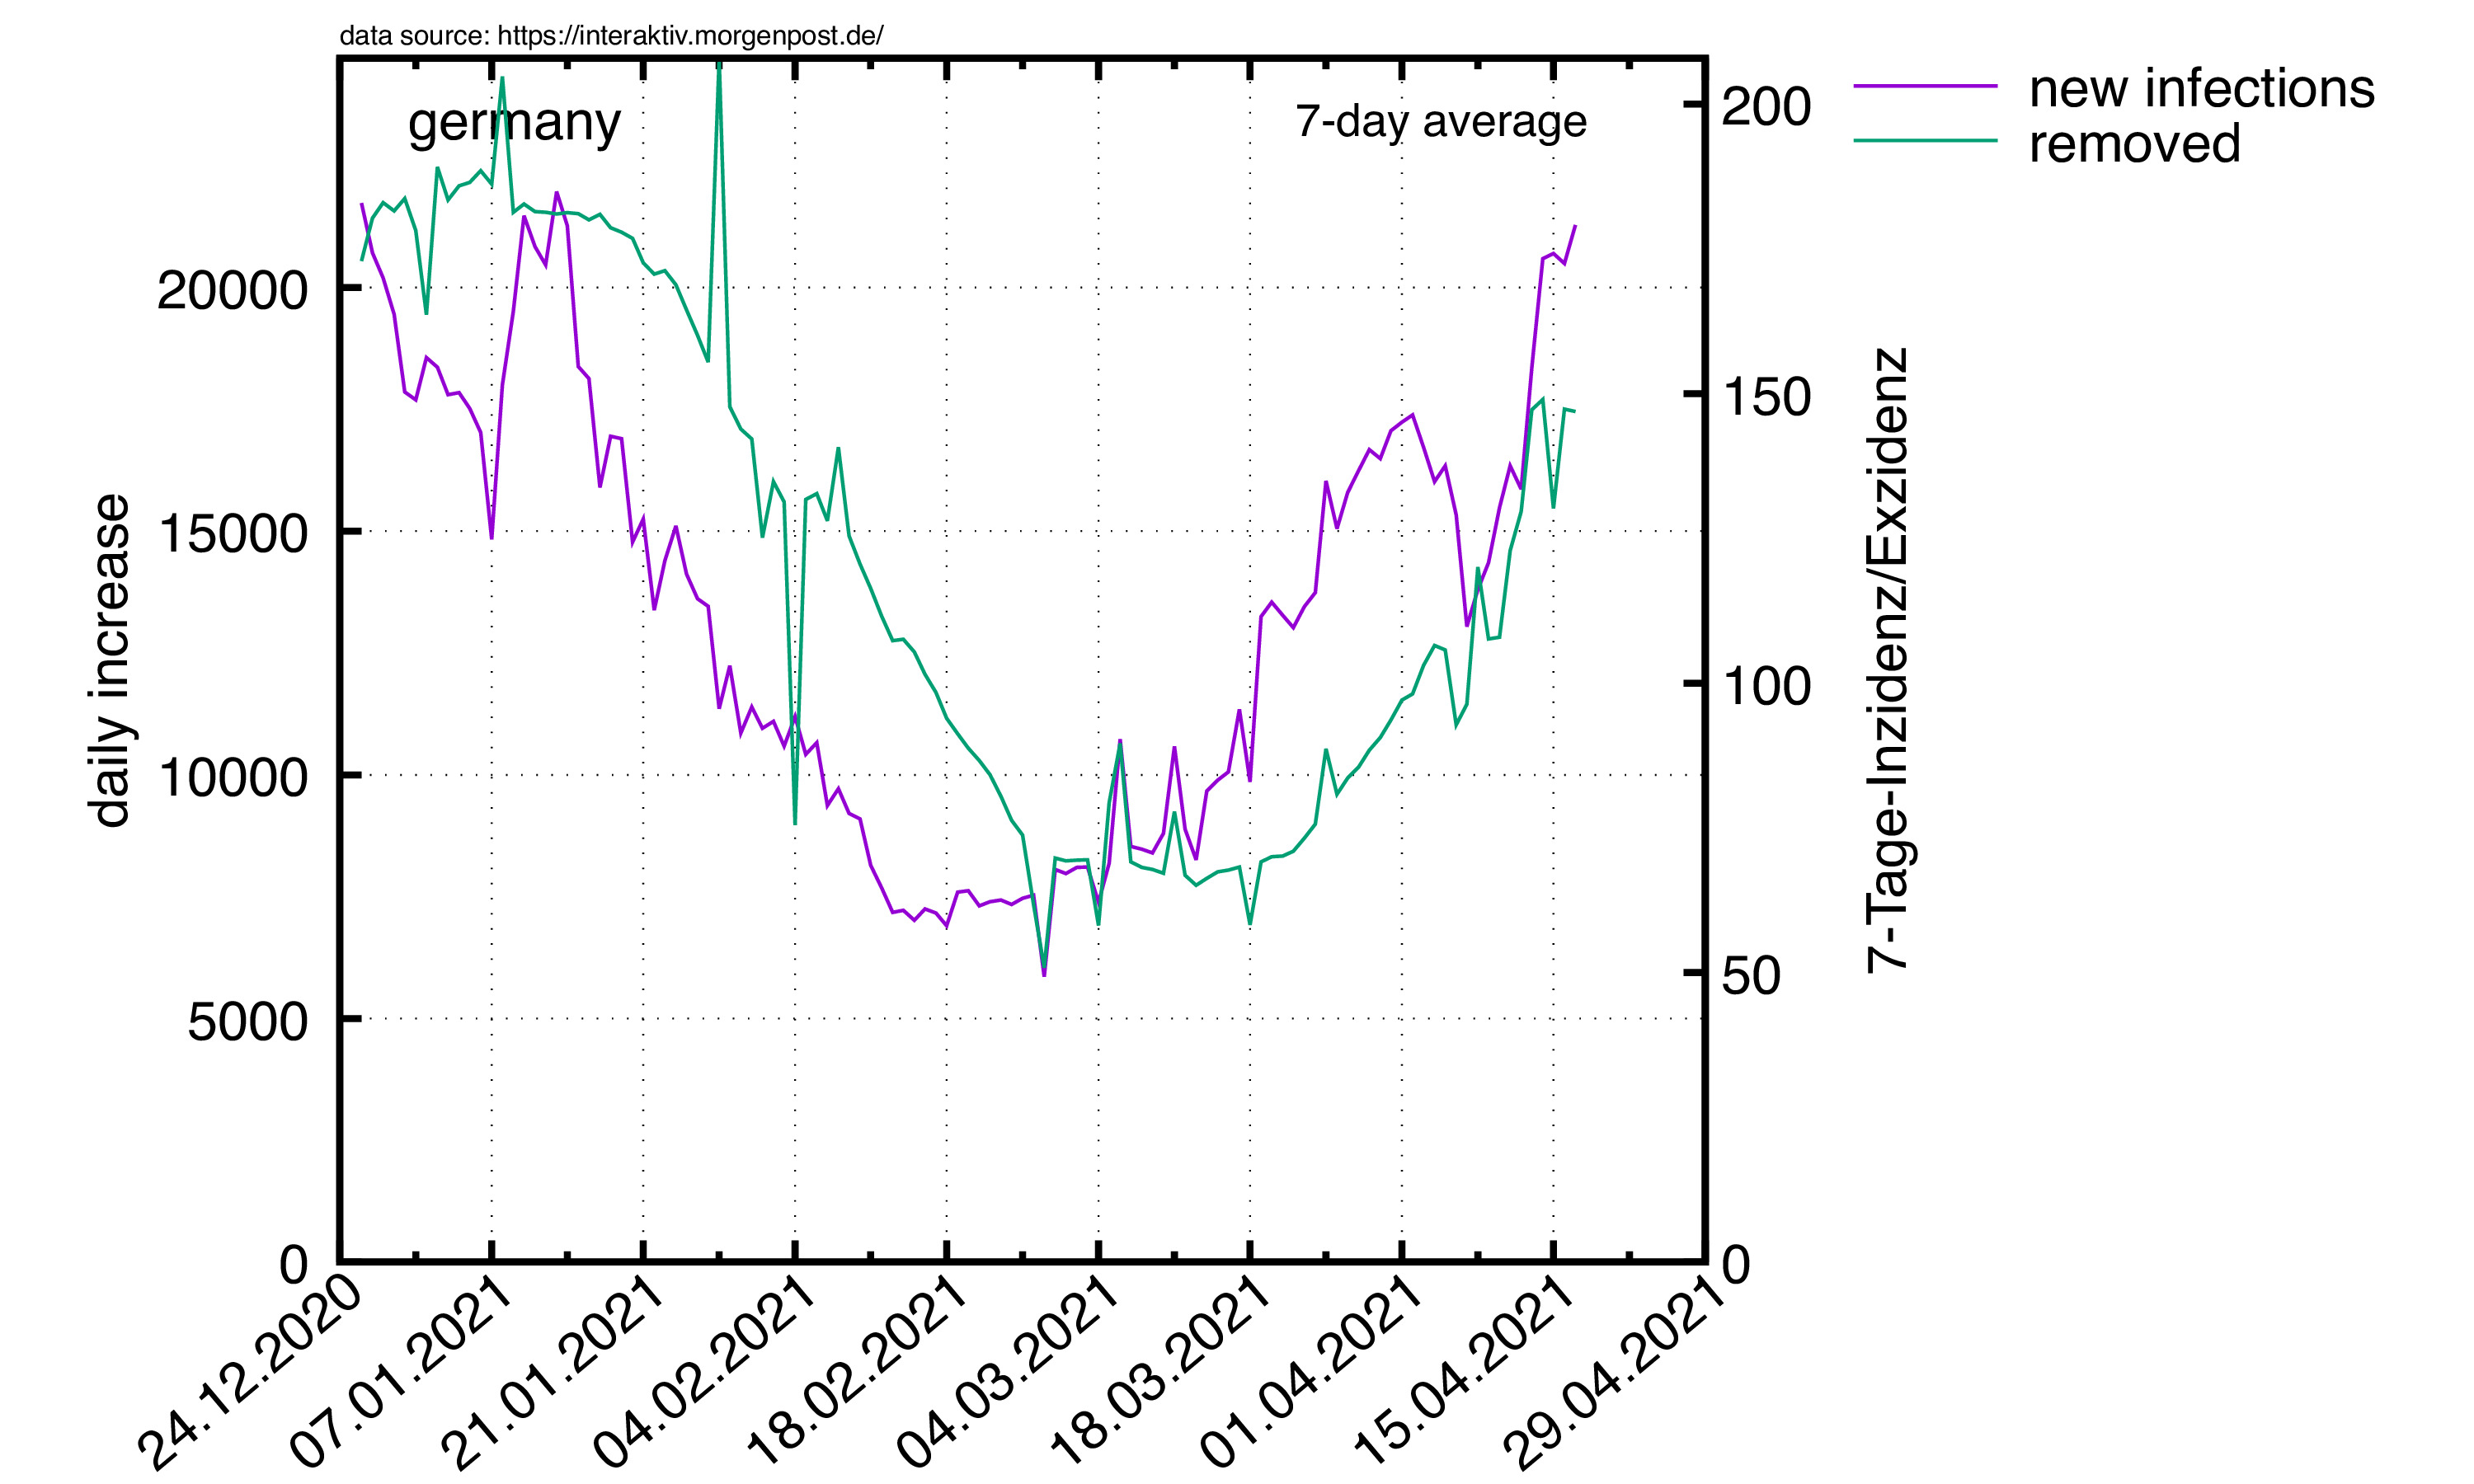 data source: https://interaktiv.morgenpost.de/
germany
7-day average
new infections
removed
daily increase
20000
15000
10000
5000
0
200
150
100
50
0
7-Tage-Inzidenz/Exzidenz
24.12.2020
07.01.2021
21.01.2021
04.02.2021
18.02.2021
04.03.2021
18.03.2021
01.04.2021
15.04.2021
29.04.2021